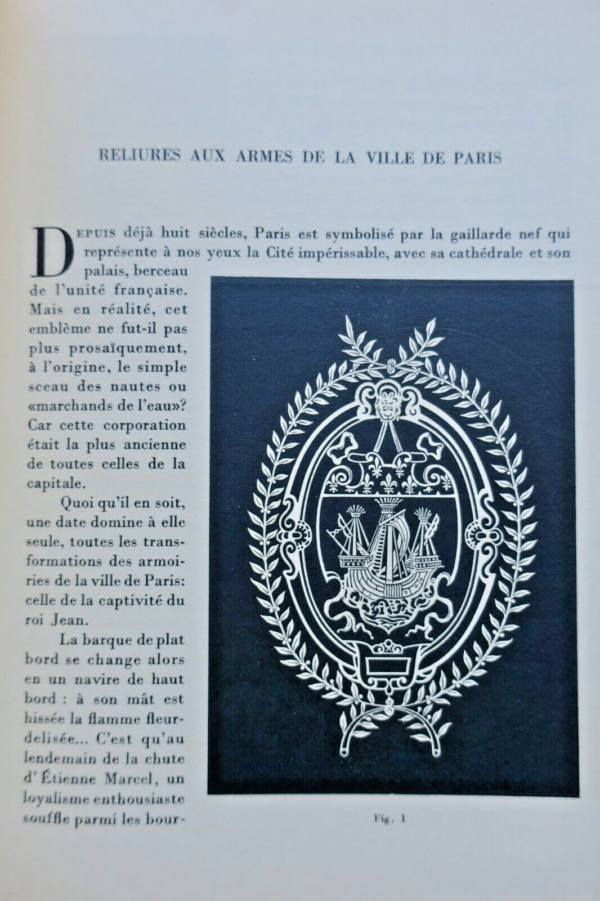 RELIURES AUX ARMES DE LA VILLE DE PARIS
DEPUIS déjà huit siècles, Paris est symbolisé par la gaillarde nef qui
représente à nos yeux la Cité impérissable, avec sa cathédrale et son
palais, berceau
de l'unité française.
Mais en réalité, cet
emblème ne fut-il pas
plus prosaïquement,
à l'origine, le simple
sceau des nautes ou
«marchands de l'eau»?
Car cette corporation
était la plus ancienne
de toutes celles de la
capitale.
Quoi qu'il en soit,
une date domine à elle
seule, toutes les trans-
formations des armoi-
ries de la ville de Paris:
celle de la captivité du
roi Jean.
La barque de plat
bord se change alors
en un navire de haut
bord : à son mât est
hissée la flamme fleur-
delisée... C'est qu'au
lendemain de la chute
d'Étienne Marcel, un
loyalisme enthousiaste
souffle parmi les bour-
Fig. 1